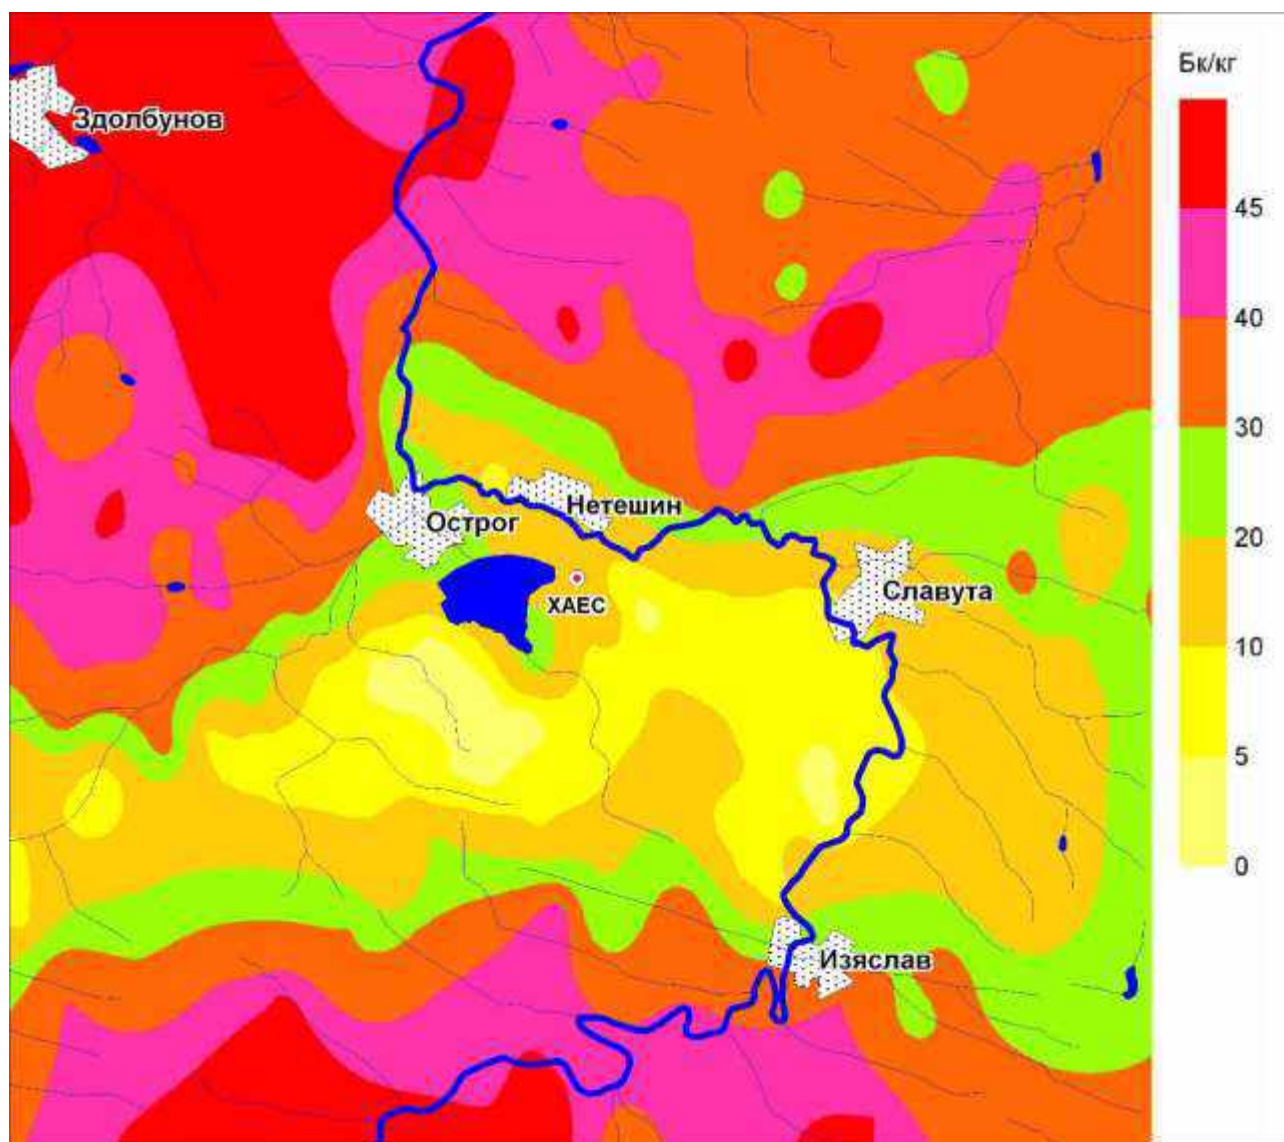 Бк/кг
Здолбунов
45
40
30
Нетешин
Острог
20
Славута
ХАЕС
10
5
0
Изяслав